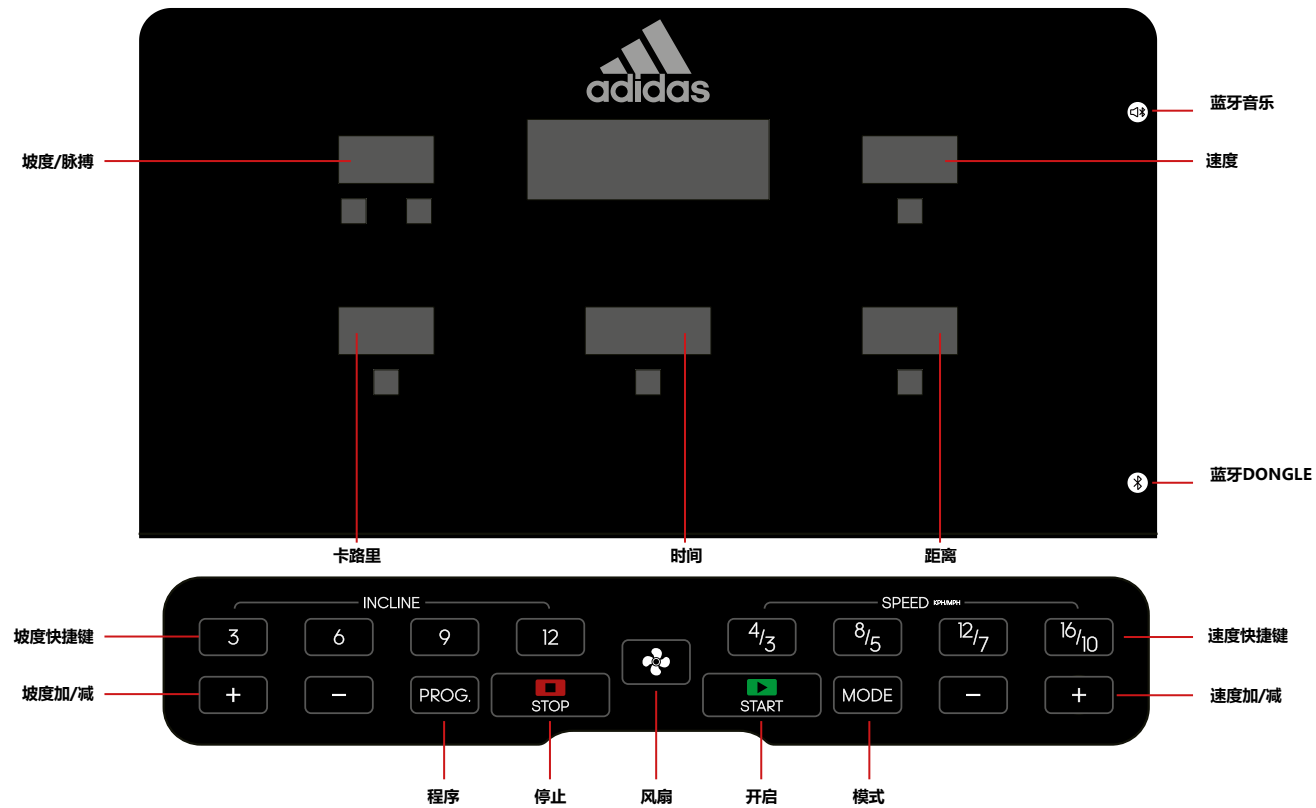 adidas
蓝牙音乐
坡度/脉搏
速度
蓝牙DONGLE
卡路里
时间
距离
INCLINE
SPEED KPH/MPH
坡度快捷键
3
6
9
12
4/3
8/5
12/7
16/10
速度快捷键
坡度加/减
+
−
PROG.
STOP
START
MODE
−
+
速度加/减
程序
停止
风扇
开启
模式